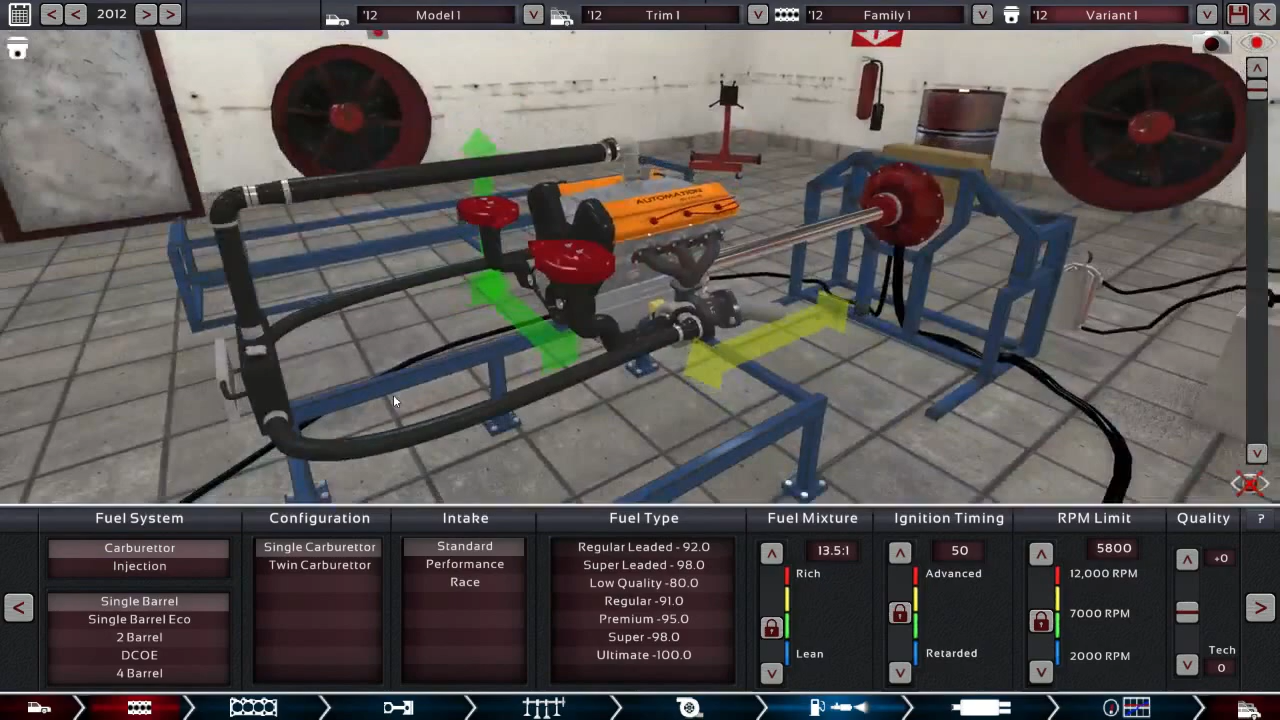 2012
'12 Model 1
'12 Trim 1
'12 Family 1
'12 Variant 1
AUTOMATION
Fuel System
Configuration
Intake
Fuel Type
Fuel Mixture
Ignition Timing
RPM Limit
Quality
?
Carburettor
Injection
Single Barrel
Single Barrel Eco
2 Barrel
DCOE
4 Barrel
Single Carburettor
Twin Carburettor
Standard
Performance
Race
Regular Leaded - 92.0
Super Leaded - 98.0
Low Quality -80.0
Regular -91.0
Premium -95.0
Super -98.0
Ultimate -100.0
13.5:1
Rich
Lean
50
Advanced
Retarded
5800
12,000 RPM
7000 RPM
2000 RPM
+0
Tech
0